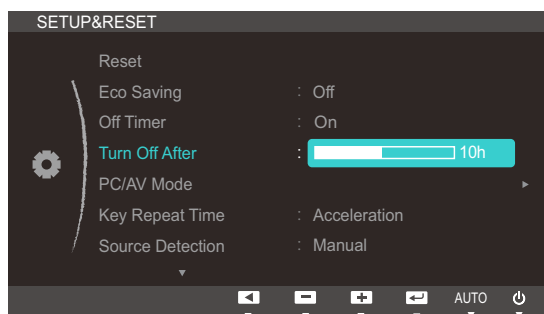 SETUP&RESET
Reset
Eco Saving : Off
Off Timer : On
Turn Off After : 10h
PC/AV Mode
Key Repeat Time : Acceleration
Source Detection : Manual
AUTO